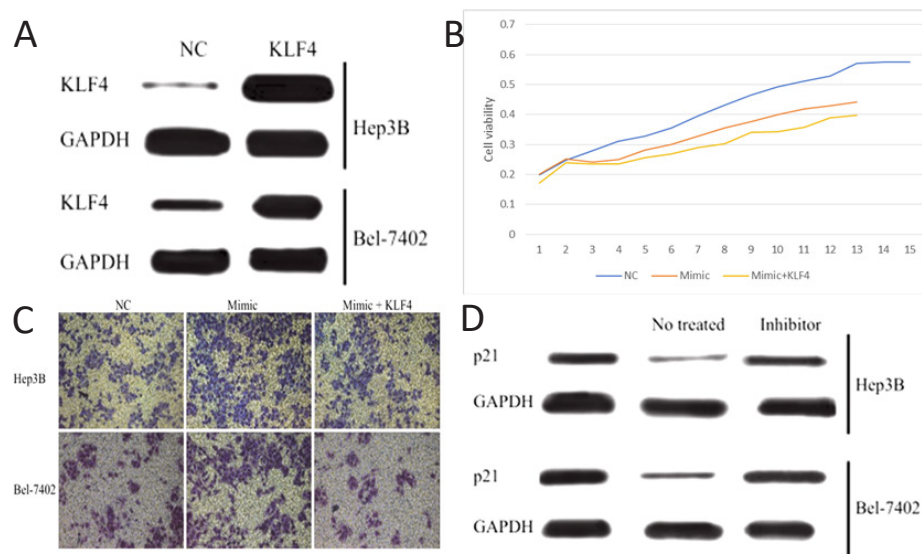 A
NC KLF4
KLF4
GAPDH
Hep3B
KLF4
GAPDH
Bel-7402
B
0.7
0.6
0.5
0.4
0.3
0.2
0.1
0
Cell viability
1 2 3 4 5 6 7 8 9 10 11 12 13 14 15
NC Mimic Mimic+KLF4
C
NC Mimic Mimic + KLF4
Hep3B
Bel-7402
D
No treated Inhibitor
p21
GAPDH
Hep3B
p21
GAPDH
Bel-7402